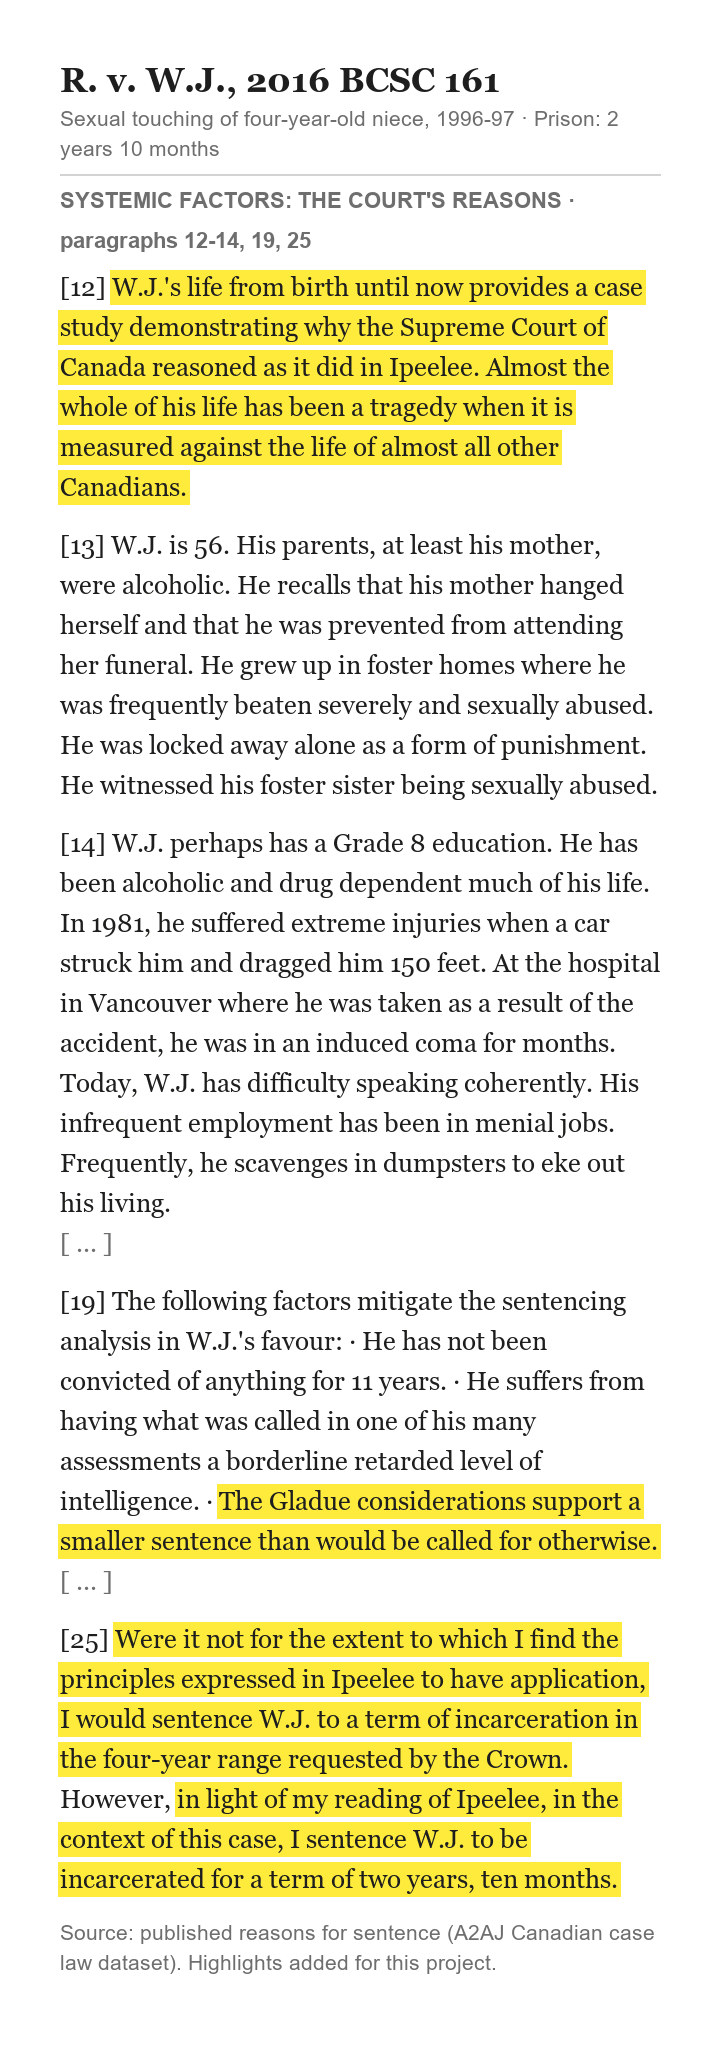 R. v. W.J., 2016 BCSC 161
Sexual touching of four-year-old niece, 1996-97 · Prison: 2
years 10 months
SYSTEMIC FACTORS: THE COURT'S REASONS ·
paragraphs 12-14, 19, 25
[12] W.J.'s life from birth until now provides a case
study demonstrating why the Supreme Court of
Canada reasoned as it did in Ipeelee. Almost the
whole of his life has been a tragedy when it is
measured against the life of almost all other
Canadians.
[13] W.J. is 56. His parents, at least his mother,
were alcoholic. He recalls that his mother hanged
herself and that he was prevented from attending
her funeral. He grew up in foster homes where he
was frequently beaten severely and sexually abused.
He was locked away alone as a form of punishment.
He witnessed his foster sister being sexually abused.
[14] W.J. perhaps has a Grade 8 education. He has
been alcoholic and drug dependent much of his life.
In 1981, he suffered extreme injuries when a car
struck him and dragged him 150 feet. At the hospital
in Vancouver where he was taken as a result of the
accident, he was in an induced coma for months.
Today, W.J. has difficulty speaking coherently. His
infrequent employment has been in menial jobs.
Frequently, he scavenges in dumpsters to eke out
his living.
[ ... ]
[19] The following factors mitigate the sentencing
analysis in W.J.'s favour: · He has not been
convicted of anything for 11 years. · He suffers from
having what was called in one of his many
assessments a borderline retarded level of
intelligence. · The Gladue considerations support a
smaller sentence than would be called for otherwise.
[ ... ]
[25] Were it not for the extent to which I find the
principles expressed in Ipeelee to have application,
I would sentence W.J. to a term of incarceration in
the four-year range requested by the Crown.
However, in light of my reading of Ipeelee, in the
context of this case, I sentence W.J. to be
incarcerated for a term of two years, ten months.
Source: published reasons for sentence (A2AJ Canadian case
law dataset). Highlights added for this project.